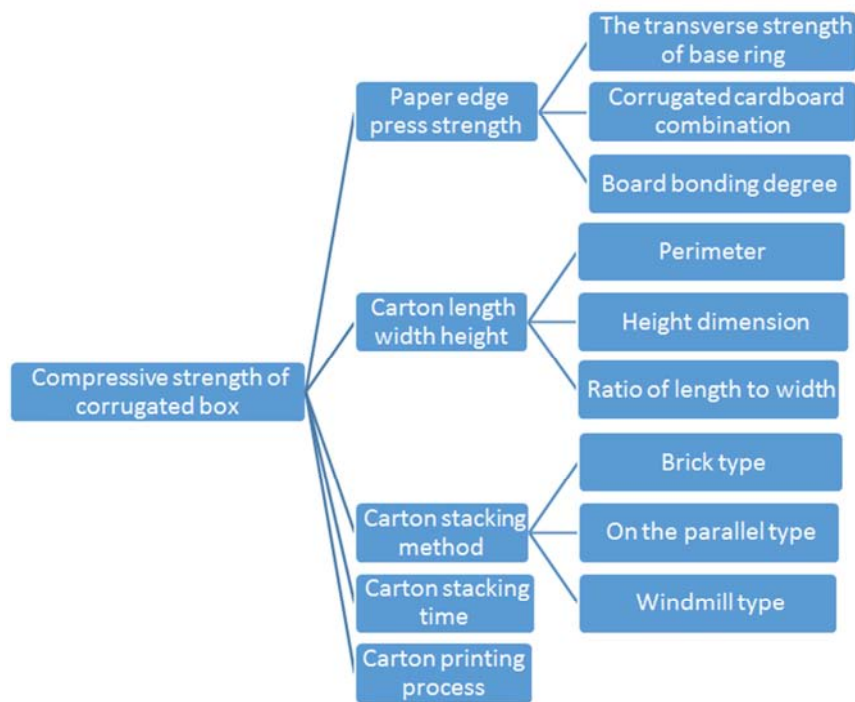 The transverse strength
of base ring
Paper edge
press strength
Corrugated cardboard
combination
Board bonding degree
Perimeter
Carton length
width height
Height dimension
Ratio of length to width
Compressive strength of
corrugated box
Brick type
Carton stacking
method
On the parallel type
Carton stacking
time
Windmill type
Carton printing
process